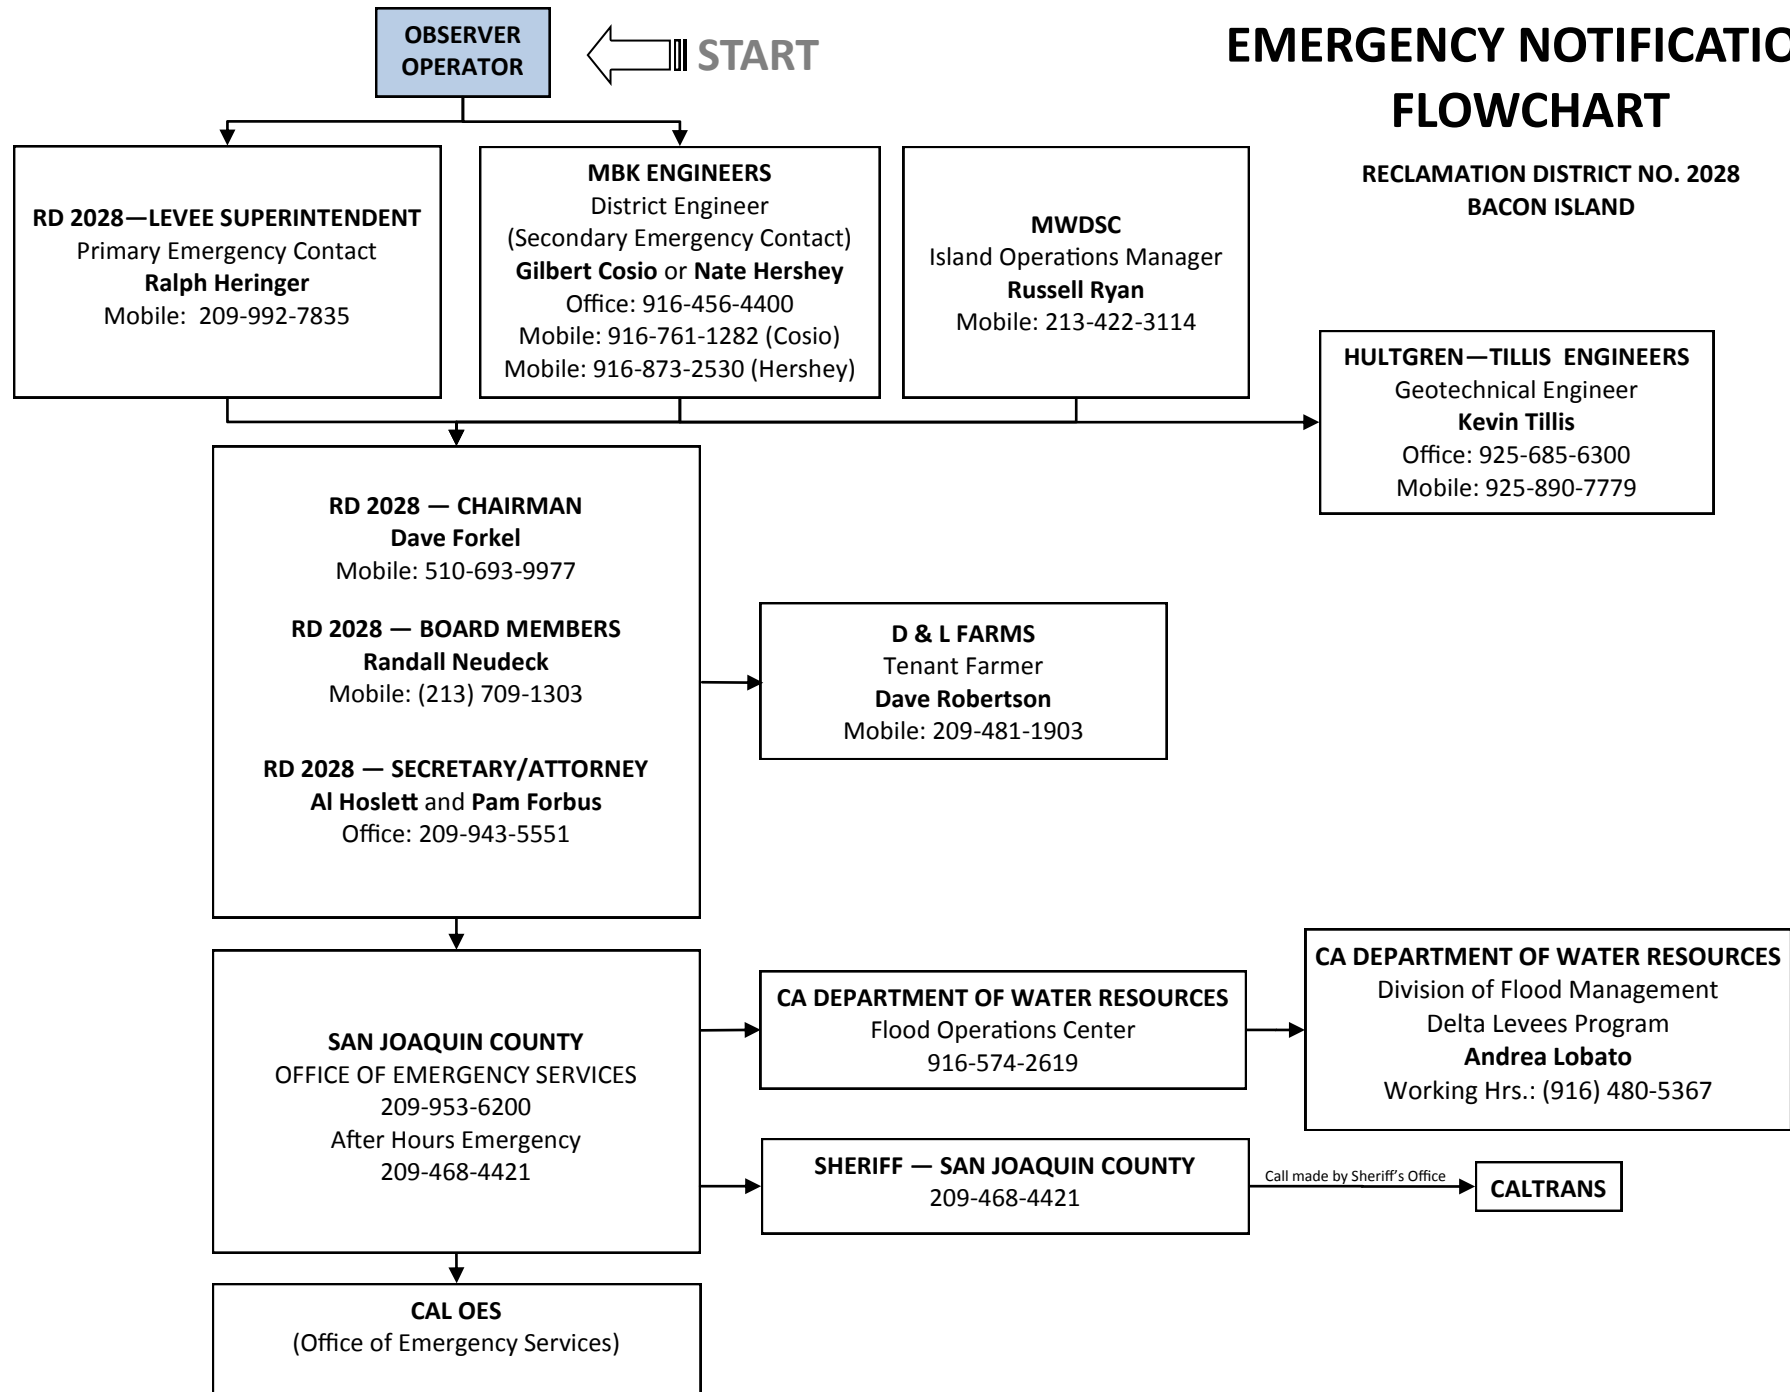 OBSERVER
OPERATOR
START
EMERGENCY NOTIFICATIO
FLOWCHART
RECLAMATION DISTRICT NO. 2028
BACON ISLAND
RD 2028—LEVEE SUPERINTENDENT
Primary Emergency Contact
Ralph Heringer
Mobile:  209-992-7835
MBK ENGINEERS
District Engineer
(Secondary Emergency Contact)
Gilbert Cosio or Nate Hershey
Office: 916-456-4400
Mobile: 916-761-1282 (Cosio)
Mobile: 916-873-2530 (Hershey)
MWDSC
Island Operations Manager
Russell Ryan
Mobile: 213-422-3114
HULTGREN—TILLIS  ENGINEERS
Geotechnical Engineer
Kevin Tillis
Office: 925-685-6300
Mobile: 925-890-7779
RD 2028 — CHAIRMAN
Dave Forkel
Mobile: 510-693-9977
RD 2028 — BOARD MEMBERS
Randall Neudeck
Mobile: (213) 709-1303
RD 2028 — SECRETARY/ATTORNEY
Al Hoslett and Pam Forbus
Office: 209-943-5551
D & L FARMS
Tenant Farmer
Dave Robertson
Mobile: 209-481-1903
SAN JOAQUIN COUNTY
OFFICE OF EMERGENCY SERVICES
209-953-6200
After Hours Emergency
209-468-4421
CA DEPARTMENT OF WATER RESOURCES
Flood Operations Center
916-574-2619
CA DEPARTMENT OF WATER RESOURCES
Division of Flood Management
Delta Levees Program
Andrea Lobato
Working Hrs.: (916) 480-5367
SHERIFF — SAN JOAQUIN COUNTY
209-468-4421
Call made by Sheriff’s Office
CALTRANS
CAL OES
(Office of Emergency Services)